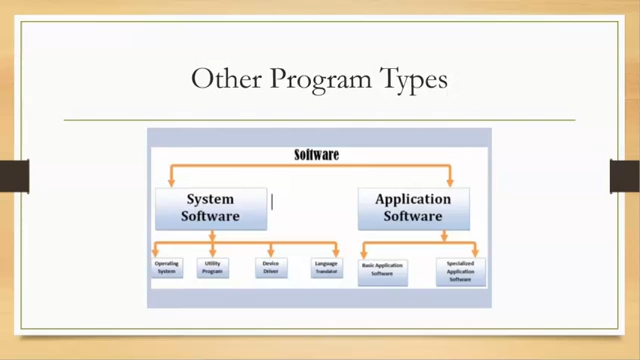 Other Program Types
Software
System
Software
Application
Software
Operating
System
Utility
Program
Device
Driver
Language
Translator
Basic Application
Software
Specialized
Application
Software